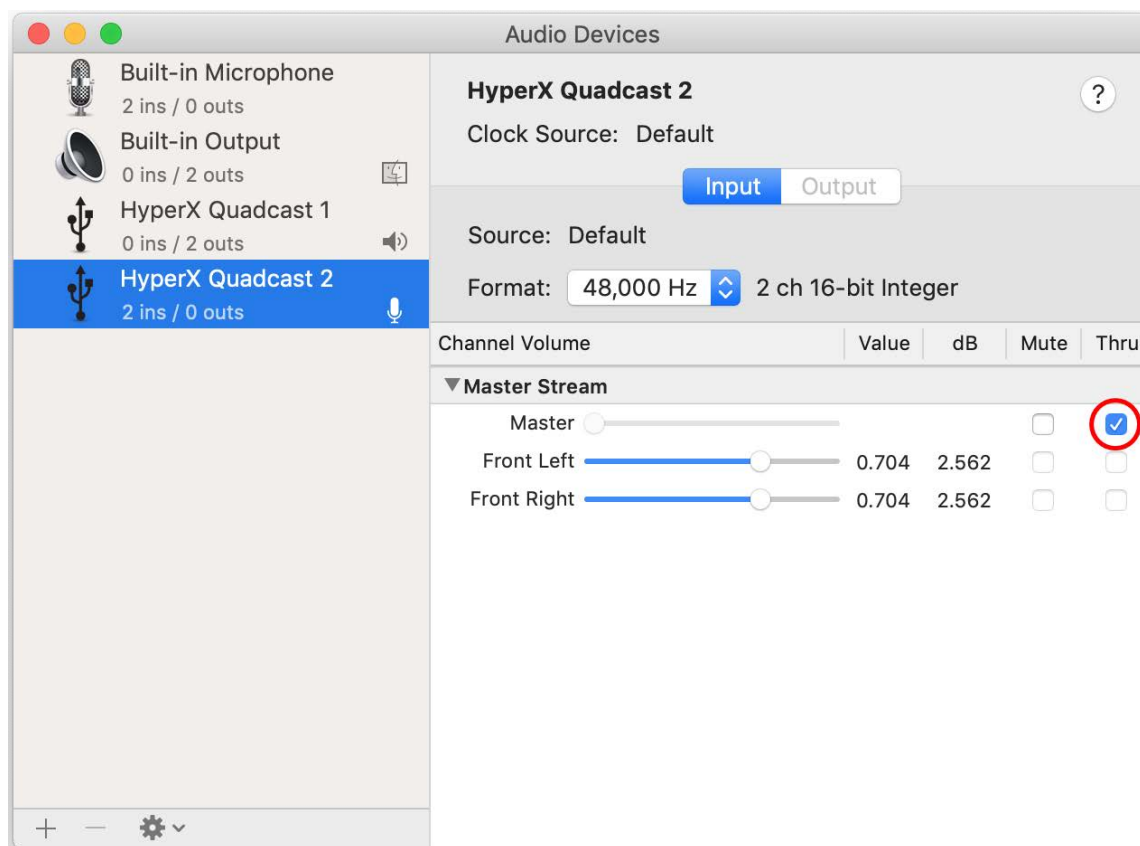 Audio Devices
Built-in Microphone
2 ins / 0 outs
Built-in Output
0 ins / 2 outs
HyperX Quadcast 1
0 ins / 2 outs
HyperX Quadcast 2
2 ins / 0 outs
HyperX Quadcast 2
?
Clock Source: Default
Input Output
Source: Default
Format: 48,000 Hz 2 ch 16-bit Integer
Channel Volume Value dB Mute Thru
Master Stream
Master
Front Left 0.704 2.562
Front Right 0.704 2.562